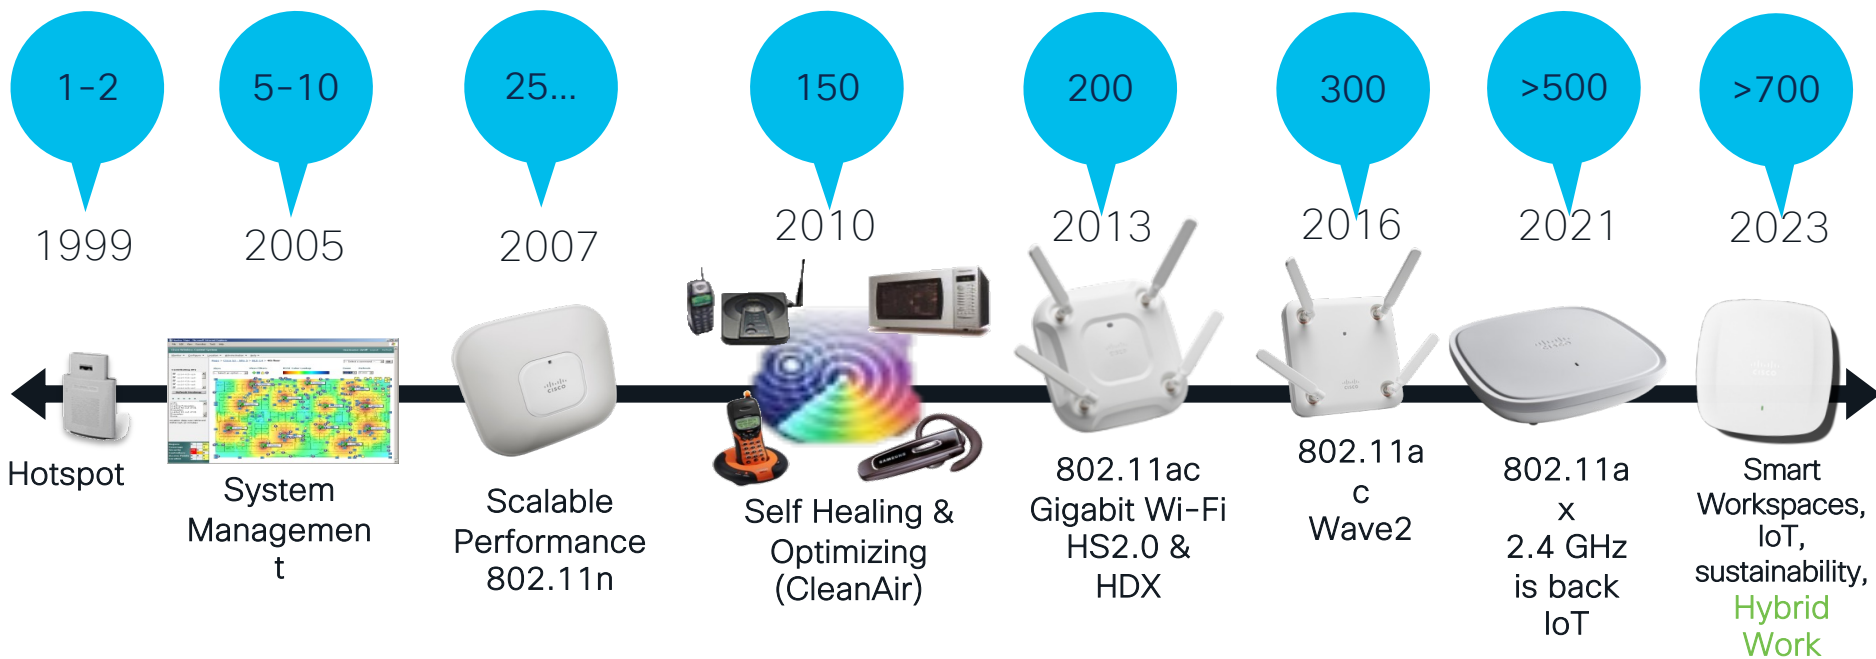 1-2
5-10
25...
150
200
300
>500
>700
1999
2005
2007
2010
2013
2016
2021
2023
CISCO
SAMSUNG
Hotspot
System
Managemen
t
Scalable
Performance
802.11n
Self Healing &
Optimizing
(CleanAir)
802.11ac
Gigabit Wi-Fi
HS2.0 &
HDX
802.11a
c
Wave2
802.11a
x
2.4 GHz
is back
IoT
Smart
Workspaces,
IoT,
sustainability,
Hybrid
Work